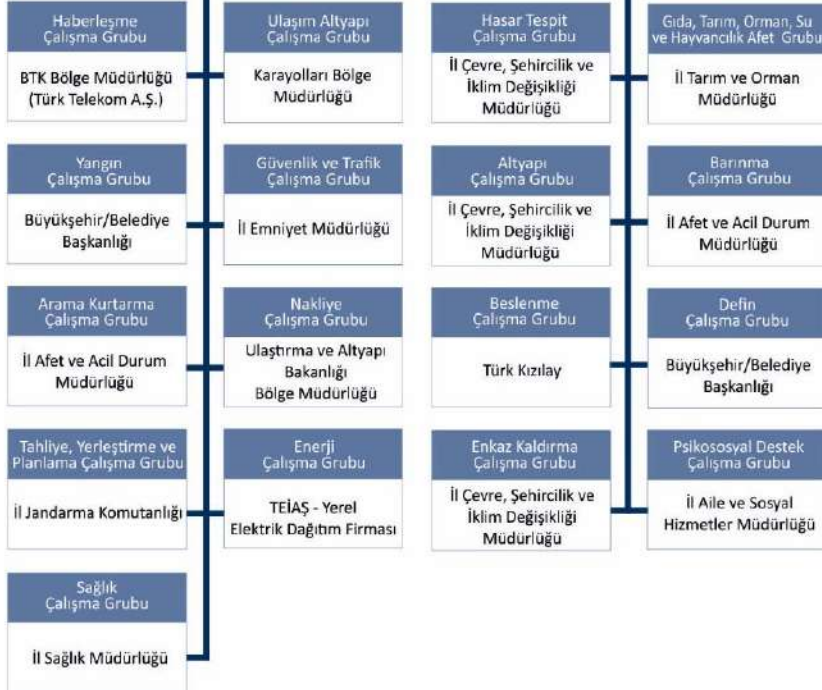 Haberleşme
Çalışma Grubu
BTK Bölge Müdürlüğü
(Türk Telekom A.Ş.)
Ulaşım Altyapı
Çalışma Grubu
Karayolları Bölge
Müdürlüğü
Hasar Tespit
Çalışma Grubu
İl Çevre, Şehircilik ve
İklim Değişikliği
Müdürlüğü
Gıda, Tarım, Orman, Su
ve Hayvancılık Afet Grubu
İl Tarım ve Orman
Müdürlüğü
Yangın
Çalışma Grubu
Büyükşehir/Belediye
Başkanlığı
Güvenlik ve Trafik
Çalışma Grubu
İl Emniyet Müdürlüğü
Altyapı
Çalışma Grubu
İl Çevre, Şehircilik ve
İklim Değişikliği
Müdürlüğü
Barınma
Çalışma Grubu
İl Afet ve Acil Durum
Müdürlüğü
Arama Kurtarma
Çalışma Grubu
İl Afet ve Acil Durum
Müdürlüğü
Nakliye
Çalışma Grubu
Ulaştırma ve Altyapı
Bakanlığı
Bölge Müdürlüğü
Beslenme
Çalışma Grubu
Türk Kızılay
Defin
Çalışma Grubu
Büyükşehir/Belediye
Başkanlığı
Tahliye, Yerleştirme ve
Planlama Çalışma Grubu
İl Jandarma Komutanlığı
Enerji
Çalışma Grubu
TEİAŞ - Yerel
Elektrik Dağıtım Firması
Enkaz Kaldırma
Çalışma Grubu
İl Çevre, Şehircilik ve
İklim Değişikliği
Müdürlüğü
Psikososyal Destek
Çalışma Grubu
İl Aile ve Sosyal
Hizmetler Müdürlüğü
Sağlık
Çalışma Grubu
İl Sağlık Müdürlüğü